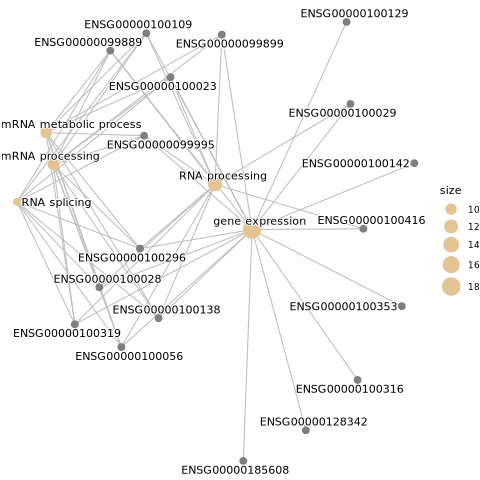 ENSG00000100129
ENSG00000100109
ENSG00000099889
ENSG00000099899
ENSG00000100023
ENSG00000100029
mRNA metabolic process
ENSG00000099995
mRNA processing
ENSG00000100142
RNA processing
size
RNA splicing
10
gene expression
ENSG00000100416
12
14
ENSG00000100296
16
ENSG00000100028
18
ENSG00000100138
ENSG00000100353
ENSG00000100319
ENSG00000100056
ENSG00000100316
ENSG00000128342
ENSG00000185608